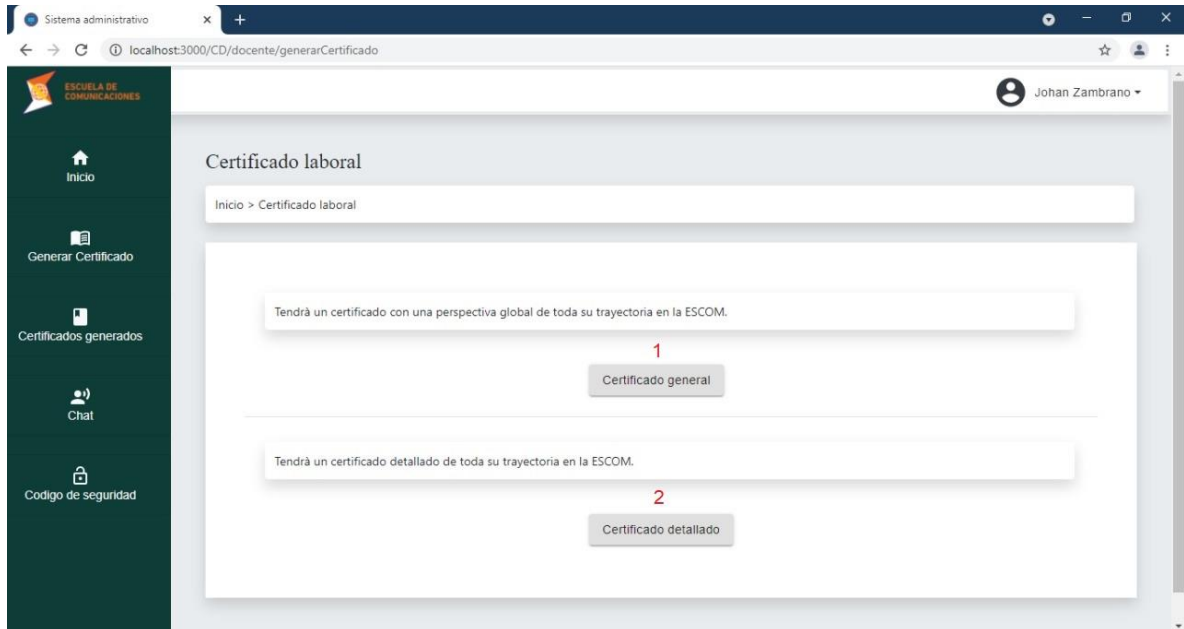 Sistema administrativo
localhost:3000/CD/docente/generarCertificado
ESCUELA DE
COMUNICACIONES
Johan Zambrano
Inicio
Generar Certificado
Certificados generados
Chat
Codigo de seguridad
Certificado laboral
Inicio > Certificado laboral
Tendrà un certificado con una perspectiva global de toda su trayectoria en la ESCOM.
1
Certificado general
Tendrà un certificado detallado de toda su trayectoria en la ESCOM.
2
Certificado detallado